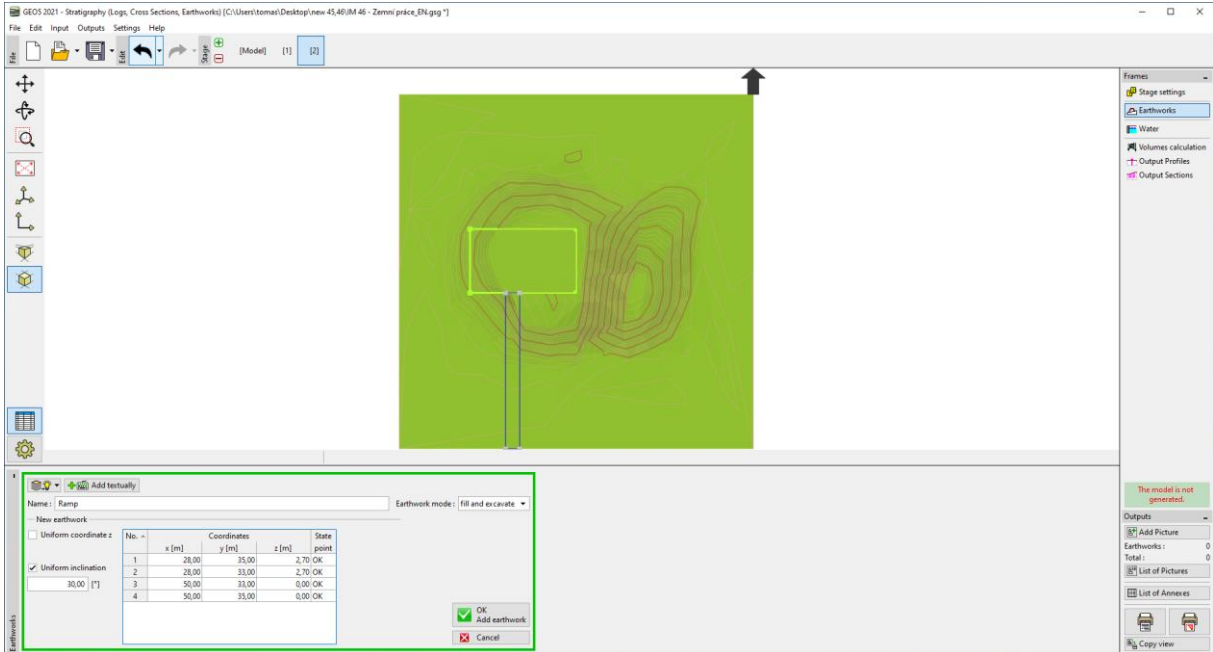 GEO5 2021 - Stratigraphy (Logs, Cross Sections, Earthworks) [C:\Users\tomas\Desktop\new 45,46\IM 46 - Zemní práce_EN.gsg *]
File Edit Input Outputs Settings Help
File
Edit
Stage
[Model] [1] [2]
Frames
Stage settings
Earthworks
Water
Volumes calculation
Output Profiles
Output Sections
Add textually
Name : Ramp
Earthwork mode : fill and excavate
New earthwork
Uniform coordinate z
Uniform inclination
30,00 [°]
No. Coordinates State
x [m] y [m] z [m] point
1 28,00 35,00 2,70 OK
2 28,00 33,00 2,70 OK
3 50,00 33,00 0,00 OK
4 50,00 35,00 0,00 OK
OK
Add earthwork
Cancel
Earthworks
The model is not
generated.
Outputs
Add Picture
Earthworks : 0
Total : 0
List of Pictures
List of Annexes
Copy view